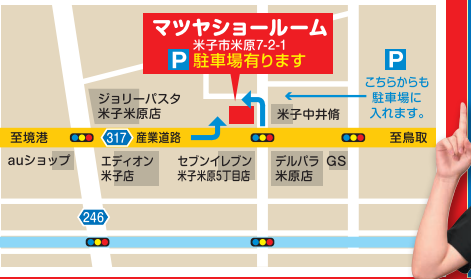 マツヤショールーム
米子市米原7-2-1
P 駐車場有ります
P
こちらからも
駐車場に
入れます。
ジョリーパスタ
米子米原店
米子中井脩
至境港
317
産業道路
至鳥取
auショップ
エディオン
米子店
セブンイレブン
米子米原5丁目店
デルパラ
米原店
GS
246